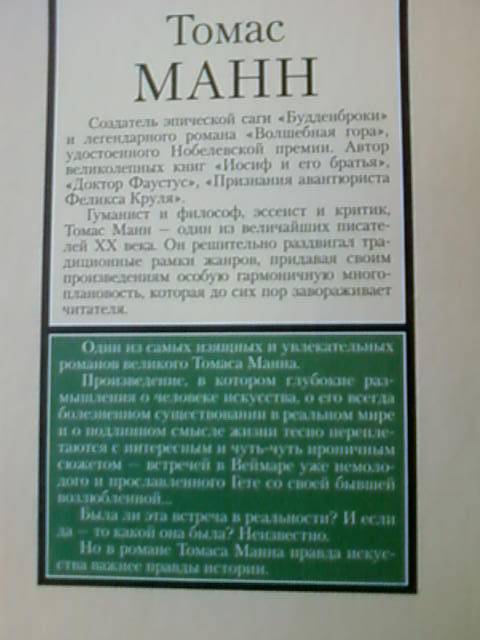 Томас
МАНН
Создатель эпической саги «Будденброки»
и легендарного романа «Волшебная гора»,
удостоенного Нобелевской премии. Автор
великолепных книг «Иосиф и его братья»,
«Доктор Фаустус», «Признания авантюриста
Феликса Круля».
Гуманист и философ, эссеист и критик,
Томас Манн — один из величайших писате-
лей XX века. Он решительно раздвигал тра-
диционные рамки жанров, придавая своим
произведениям особую гармоничную много-
плановость, которая до сих пор завораживает
читателя.
Один из самых изящных и увлекательных
романов великого Томаса Манна.
Произведение, в котором глубокие раз-
мышления о человеке искусства, о его всегда
болезненном существовании в реальном мире
и о подлинном смысле жизни тесно перепле-
таются с интересным и чуть-чуть ироничным
сюжетом — встречей в Веймаре уже немоло-
дого и прославленного Гете со своей бывшей
возлюбленной...
Была ли эта встреча в реальности? И если
да — то какой она была? Неизвестно.
Но в романе Томаса Манна правда искус-
ства важнее правды истории.